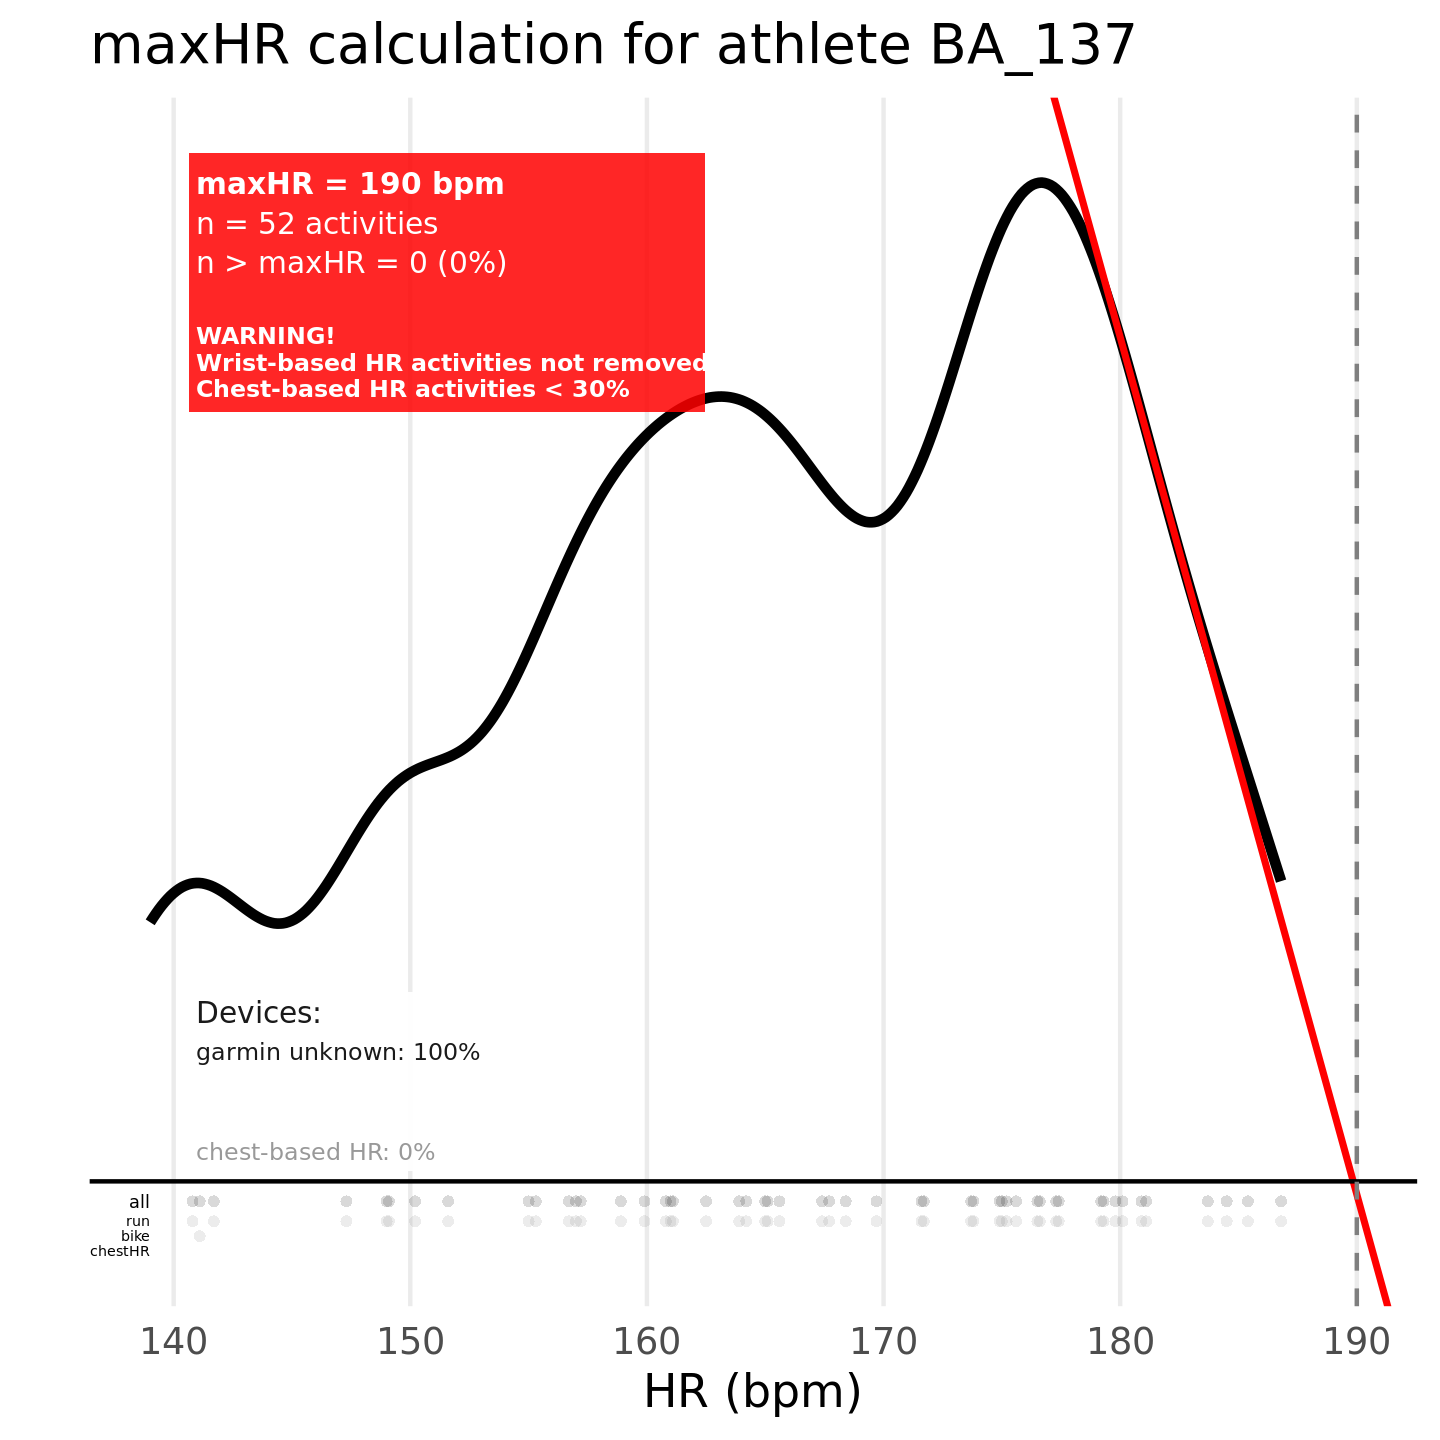 maxHR calculation for athlete BA_137
maxHR = 190 bpm
n = 52 activities
n > maxHR = 0 (0%)
WARNING!
Wrist-based HR activities not removed
Chest-based HR activities < 30%
Devices:
garmin unknown: 100%
chest-based HR: 0%
all
run
bike
chestHR
140 150 160 170 180 190
HR (bpm)